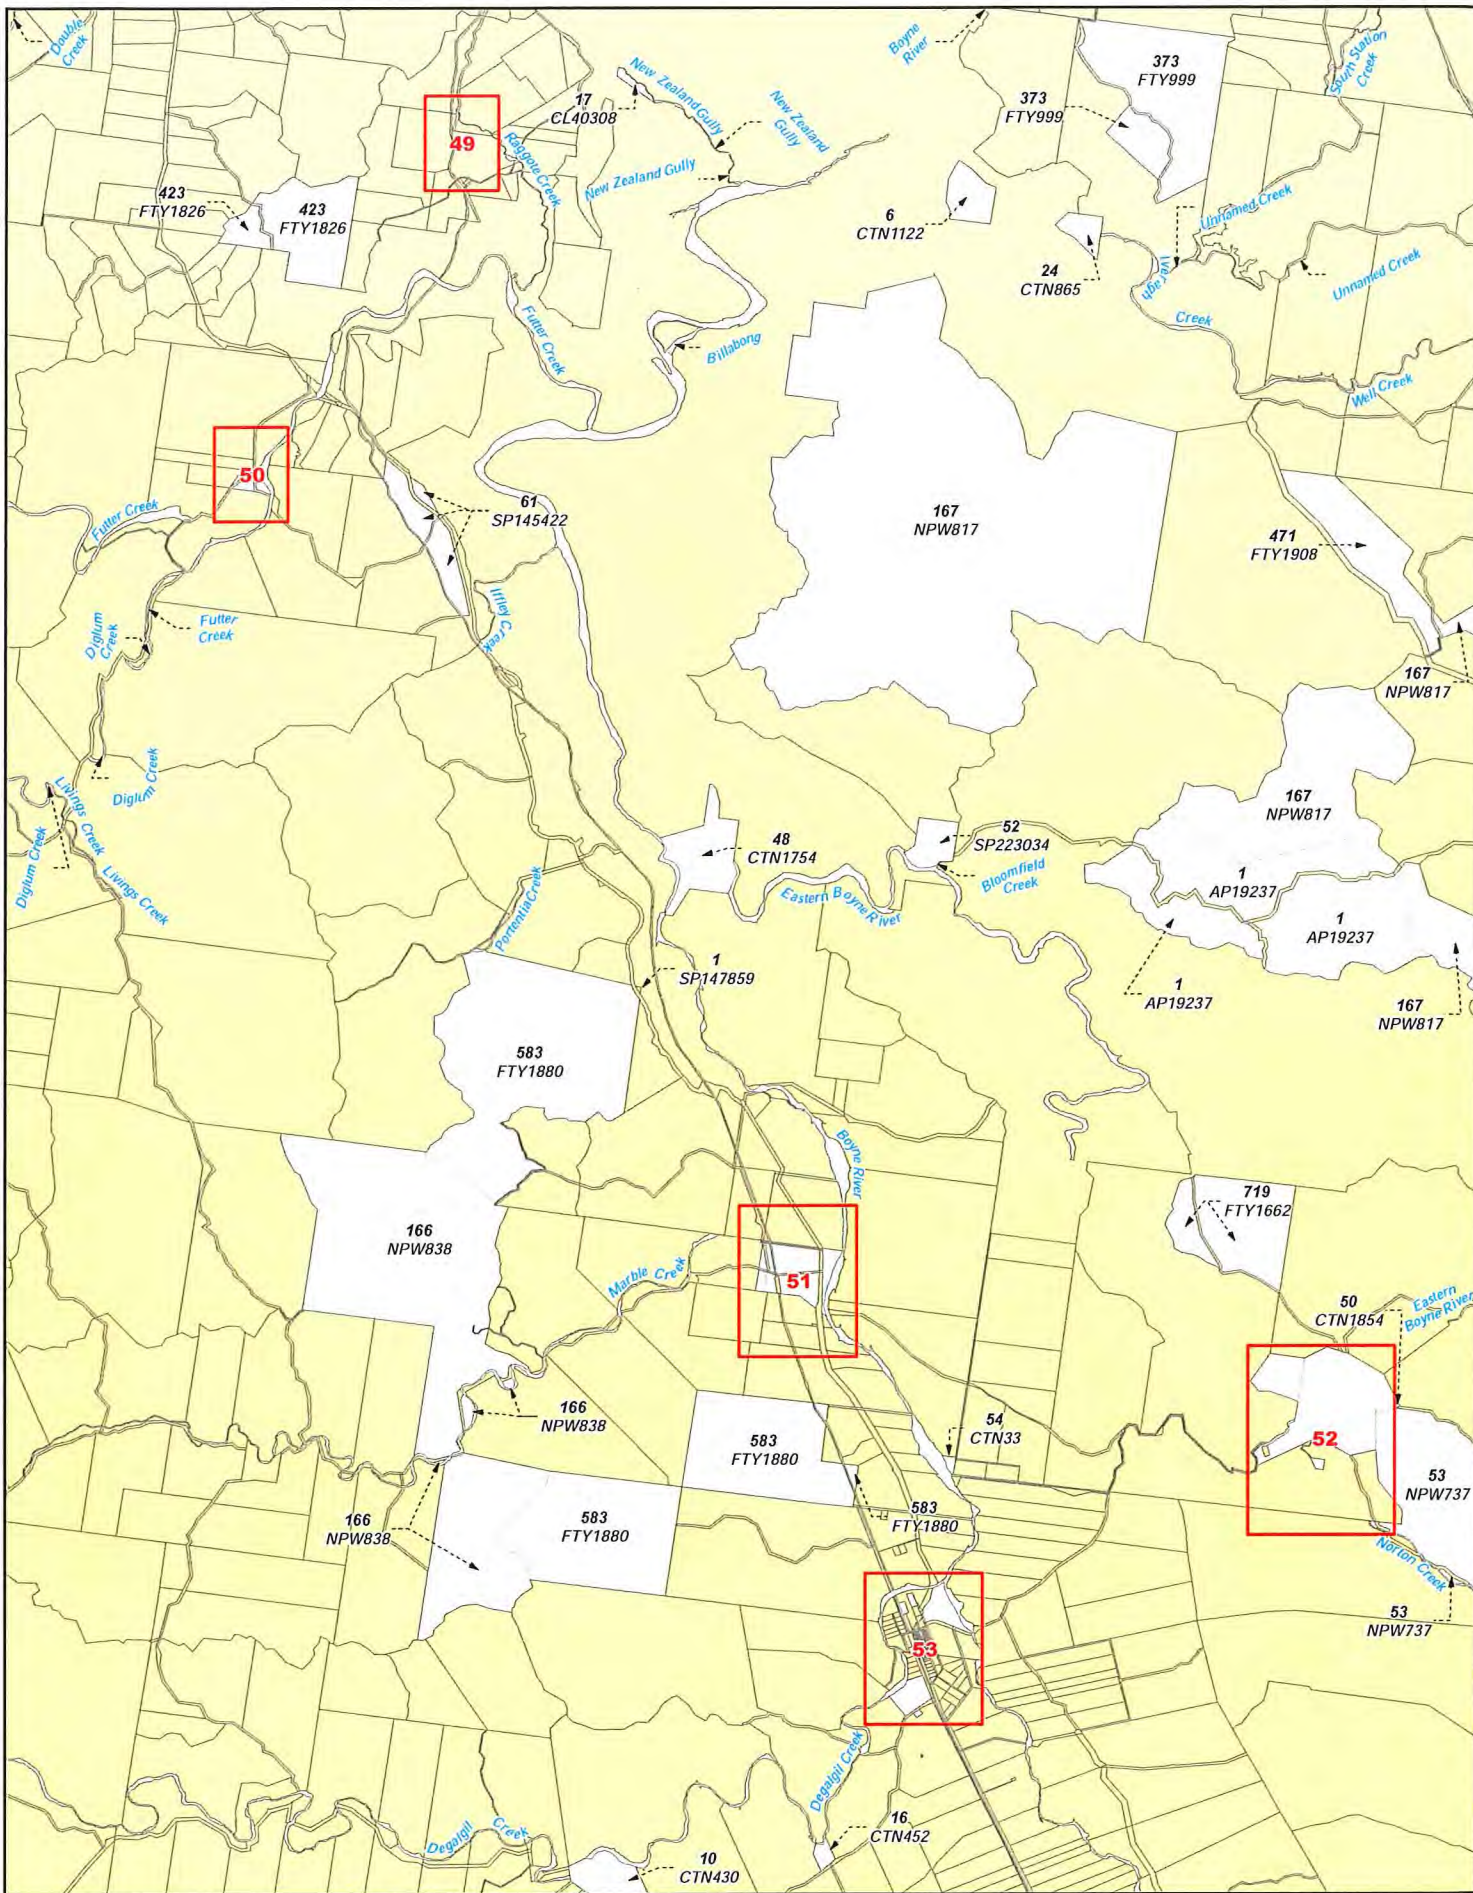 Double
Creek
Boyne
River
South Station
Creek
373
FTY999
373
FTY999
17
CL40308
New Zealand Gully
New Zealand
Gully
New Zealand Gully
49
Raggote Creek
423
FTY1826
423
FTY1826
6
CTN1122
24
CTN865
Unnamed Creek
Unnamed Creek
Iveragh
Creek
Well Creek
Futter Creek
Billabong
50
Futter Creek
61
SP145422
167
NPW817
471
FTY1908
Iffley Creek
Diglum
Creek
Futter
Creek
167
NPW817
Diglum Creek
Livings Creek
Livings Creek
Diglum Creek
48
CTN1754
52
SP223034
Bloomfield
Creek
167
NPW817
1
AP19237
1
AP19237
1
AP19237
167
NPW817
Eastern Boyne River
Portentia Creek
1
SP147859
583
FTY1880
Boyne River
166
NPW838
719
FTY1662
Marble Creek
51
50
CTN1854
Eastern
Boyne River
166
NPW838
583
FTY1880
54
CTN33
52
53
NPW737
166
NPW838
583
FTY1880
583
FTY1880
Norton Creek
53
NPW737
53
Degalgil Creek
Degalgil Creek
16
CTN452
10
CTN430